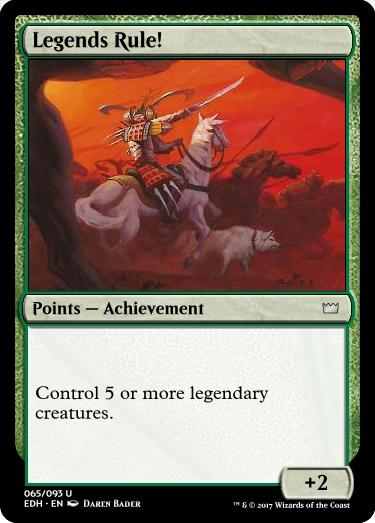 Legends Rule!
Points — Achievement
Control 5 or more legendary
creatures.
+2
065/093 U
EDH • EN DAREN BADER
™ & © 2017 Wizards of the Coast